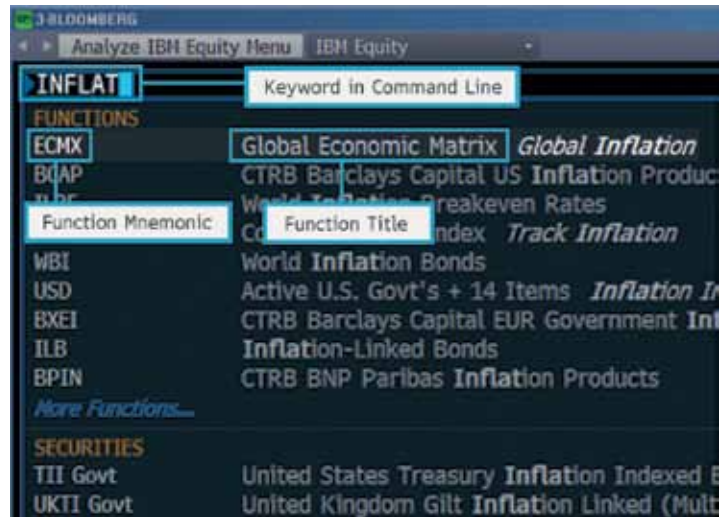 3-BLOOMBERG
Analyze IBM Equity Menu IBM Equity
INFLAT
Keyword in Command Line
FUNCTIONS
ECMX Global Economic Matrix Global Inflation
BCAP CTRB Barclays Capital US Inflation Produc
World Breakeven Rates
Function Mnemonic Function Title
Track Inflation
WBI World Inflation Bonds
USD Active U.S. Govt's + 14 Items Inflation
BXEI CTRB Barclays Capital EUR Government
ILB Inflation-Linked Bonds
BPIN CTRB BNP Paribas Inflation Products
More Functions...
SECURITIES
TII Govt United States Treasury Inflation Indexed
UKTI Govt United Kingdom Gilt Inflation Linked (Mult